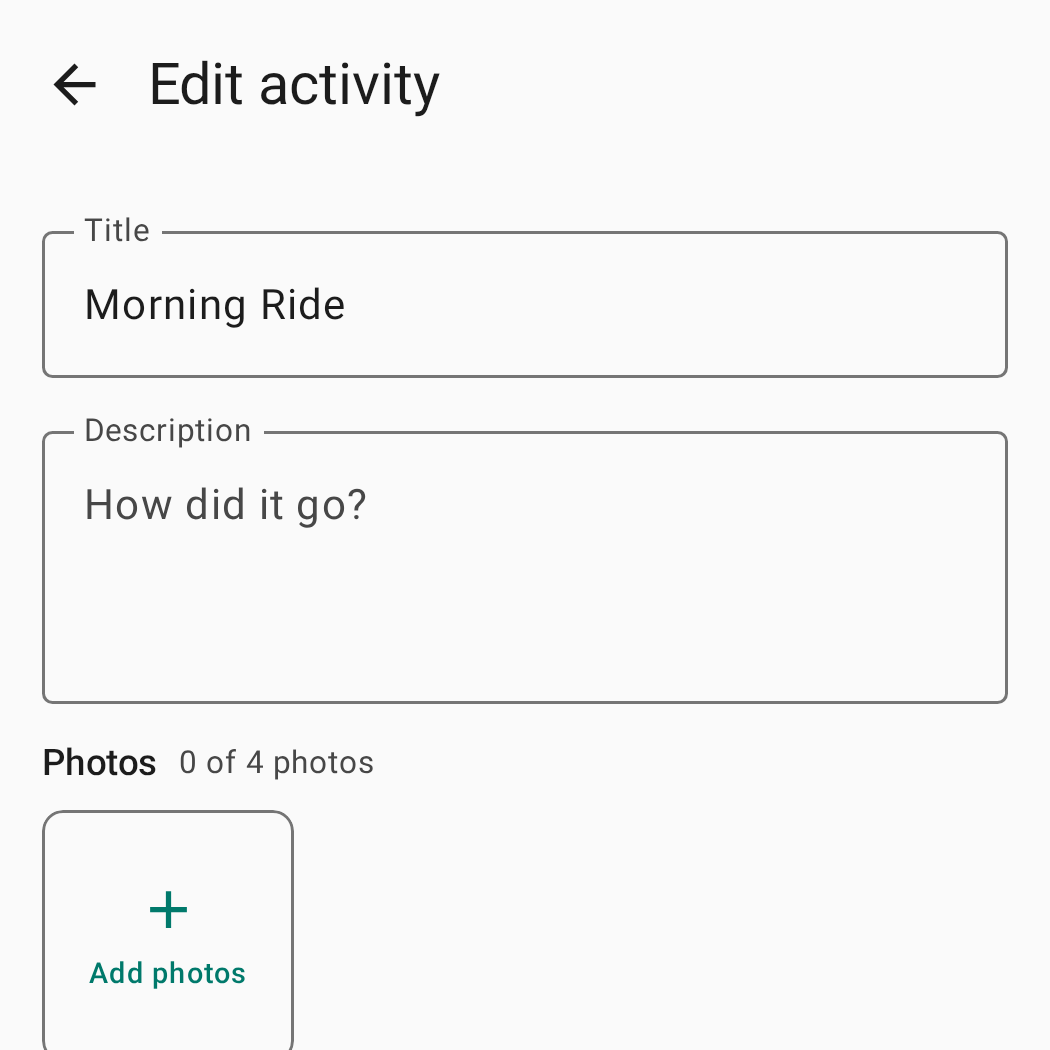 Edit activity
Title
Morning Ride
Description
How did it go?
Photos 0 of 4 photos
Add photos